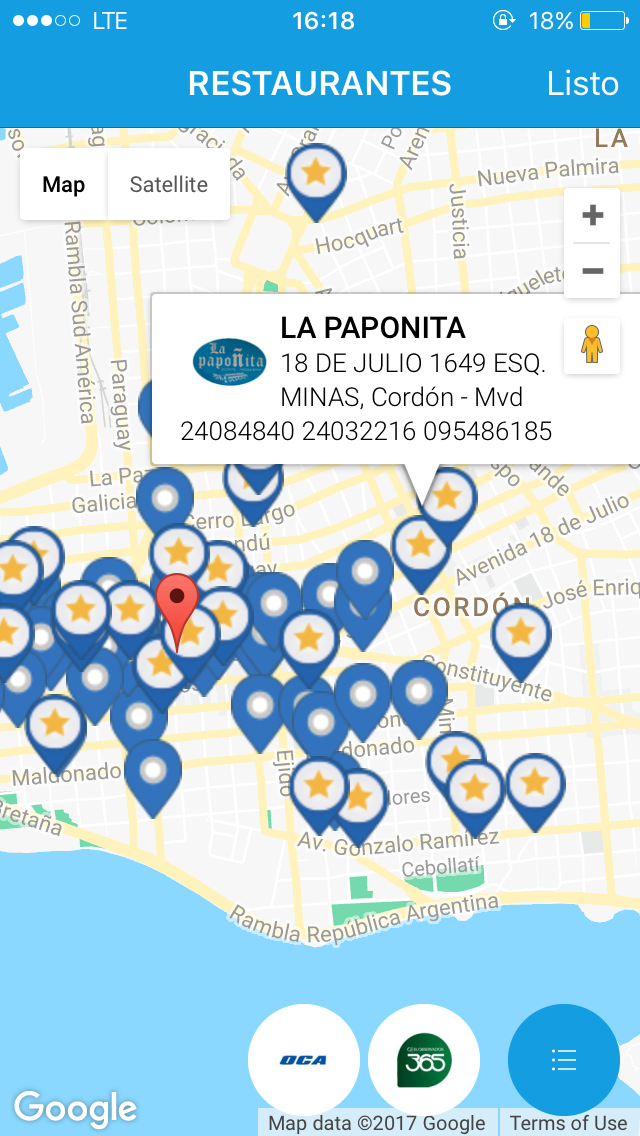 LTE 16:18 18%
RESTAURANTES Listo
LA
Map Satellite
Nueva Palmira
Hocquart
Justicia
Rambla Sud América
Paraguay
LA PAPONITA
La papoñita
18 DE JULIO 1649 ESQ.
MINAS, Cordón - Mvd
24084840 24032216 095486185
La Paz
Galicia
Cerro Largo
Avenida 18 de Julio
CORDÓN
José Enriq
Constituyente
Ejido
Maldonado
Av. Gonzalo Ramírez
Cebollatí
Rambla República Argentina
OCA
EL OBSERVADOR
365
Google
Map data ©2017 Google Terms of Use